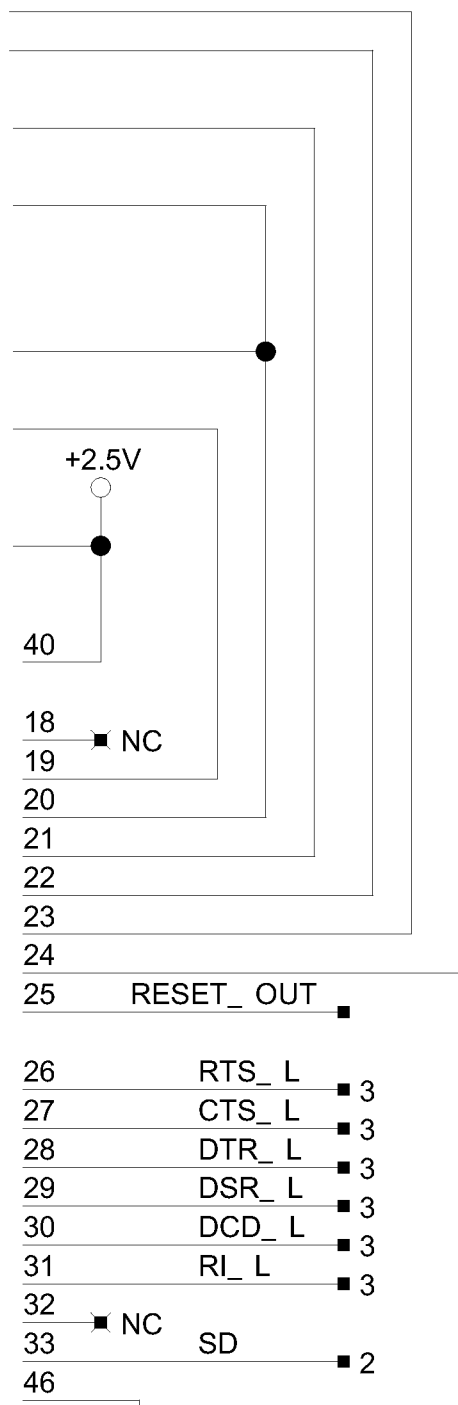 +2.5V
40
18 NC
19
20
21
22
23
24
25 RESET_ OUT
26 RTS_ L 3
27 CTS_ L 3
28 DTR_ L 3
29 DSR_ L 3
30 DCD_ L 3
31 RI_ L 3
32 NC
33 SD 2
46